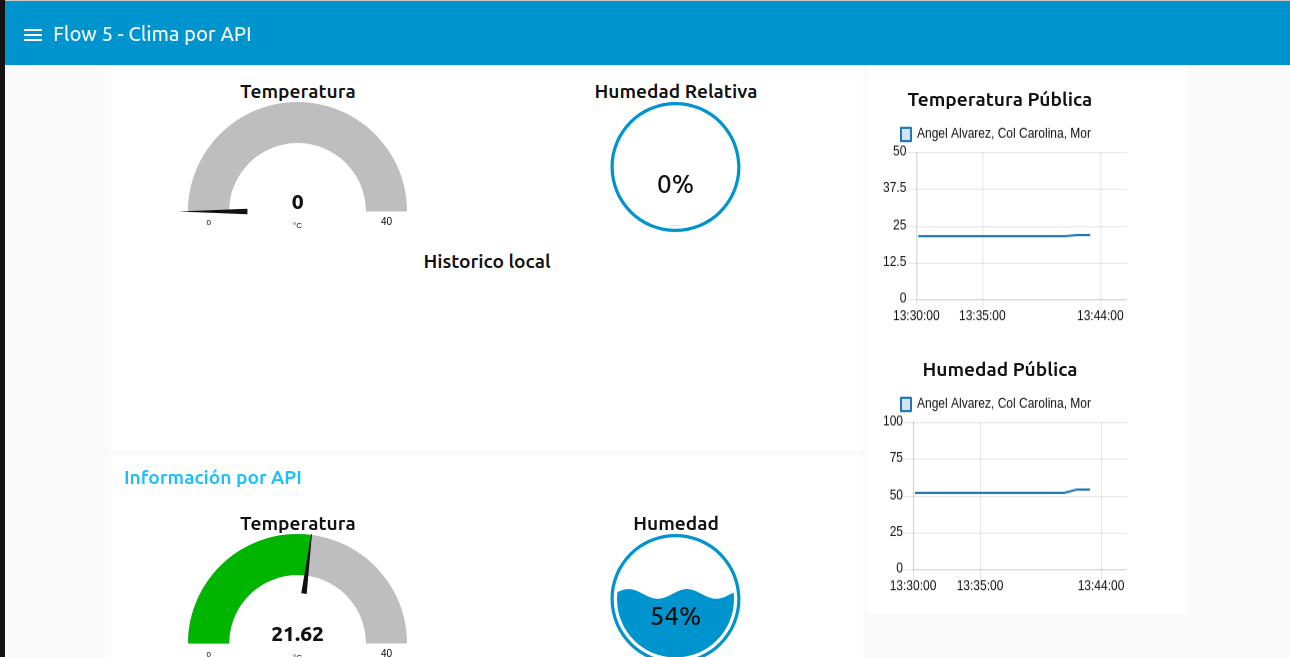 Flow 5 - Clima por API
Temperatura
0
°C
0
40
Humedad Relativa
0%
Historico local
Información por API
Temperatura
21.62
°C
0
40
Humedad
54%
Temperatura Pública
Angel Alvarez, Col Carolina, Mor
50
37.5
25
12.5
0
13:30:00 13:35:00 13:44:00
Humedad Pública
Angel Alvarez, Col Carolina, Mor
100
75
50
25
0
13:30:00 13:35:00 13:44:00